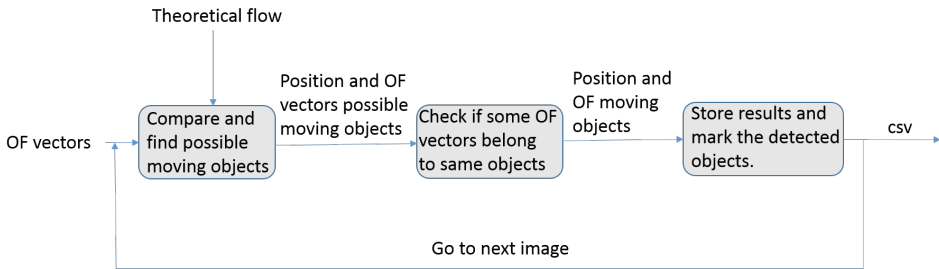 Theoretical flow
OF vectors
Compare and
find possible
moving objects
Position and OF
vectors possible
moving objects
Check if some OF
vectors belong
to same objects
Position and
OF moving
objects
Store results and
mark the detected
objects.
csv
Go to next image